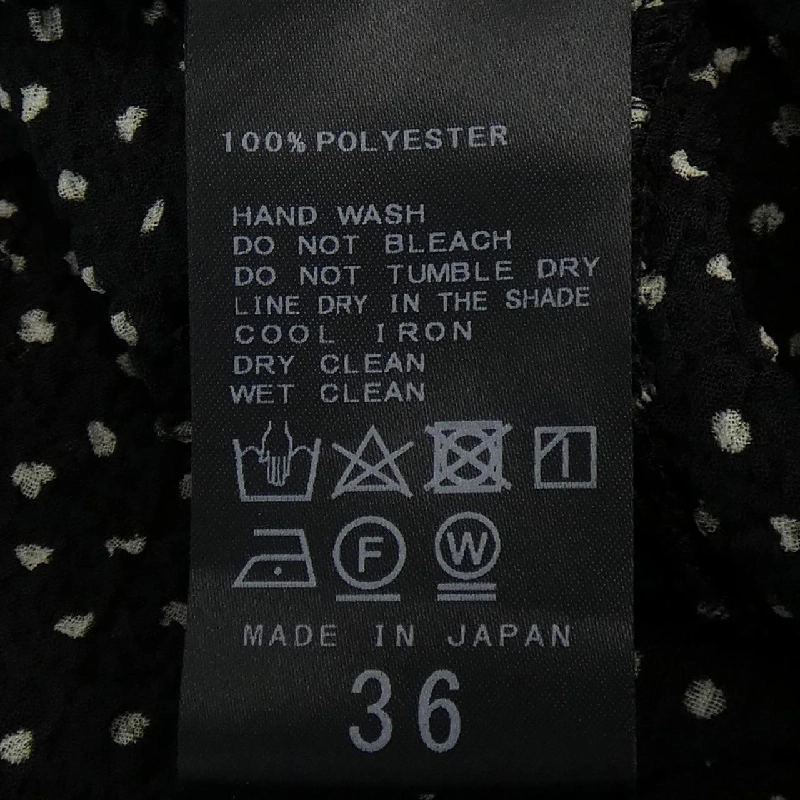 100% POLYESTER
HAND WASH
DO NOT BLEACH
DO NOT TUMBLE DRY
LINE DRY IN THE SHADE
COOL IRON
DRY CLEAN
WET CLEAN
F W
MADE IN JAPAN
36